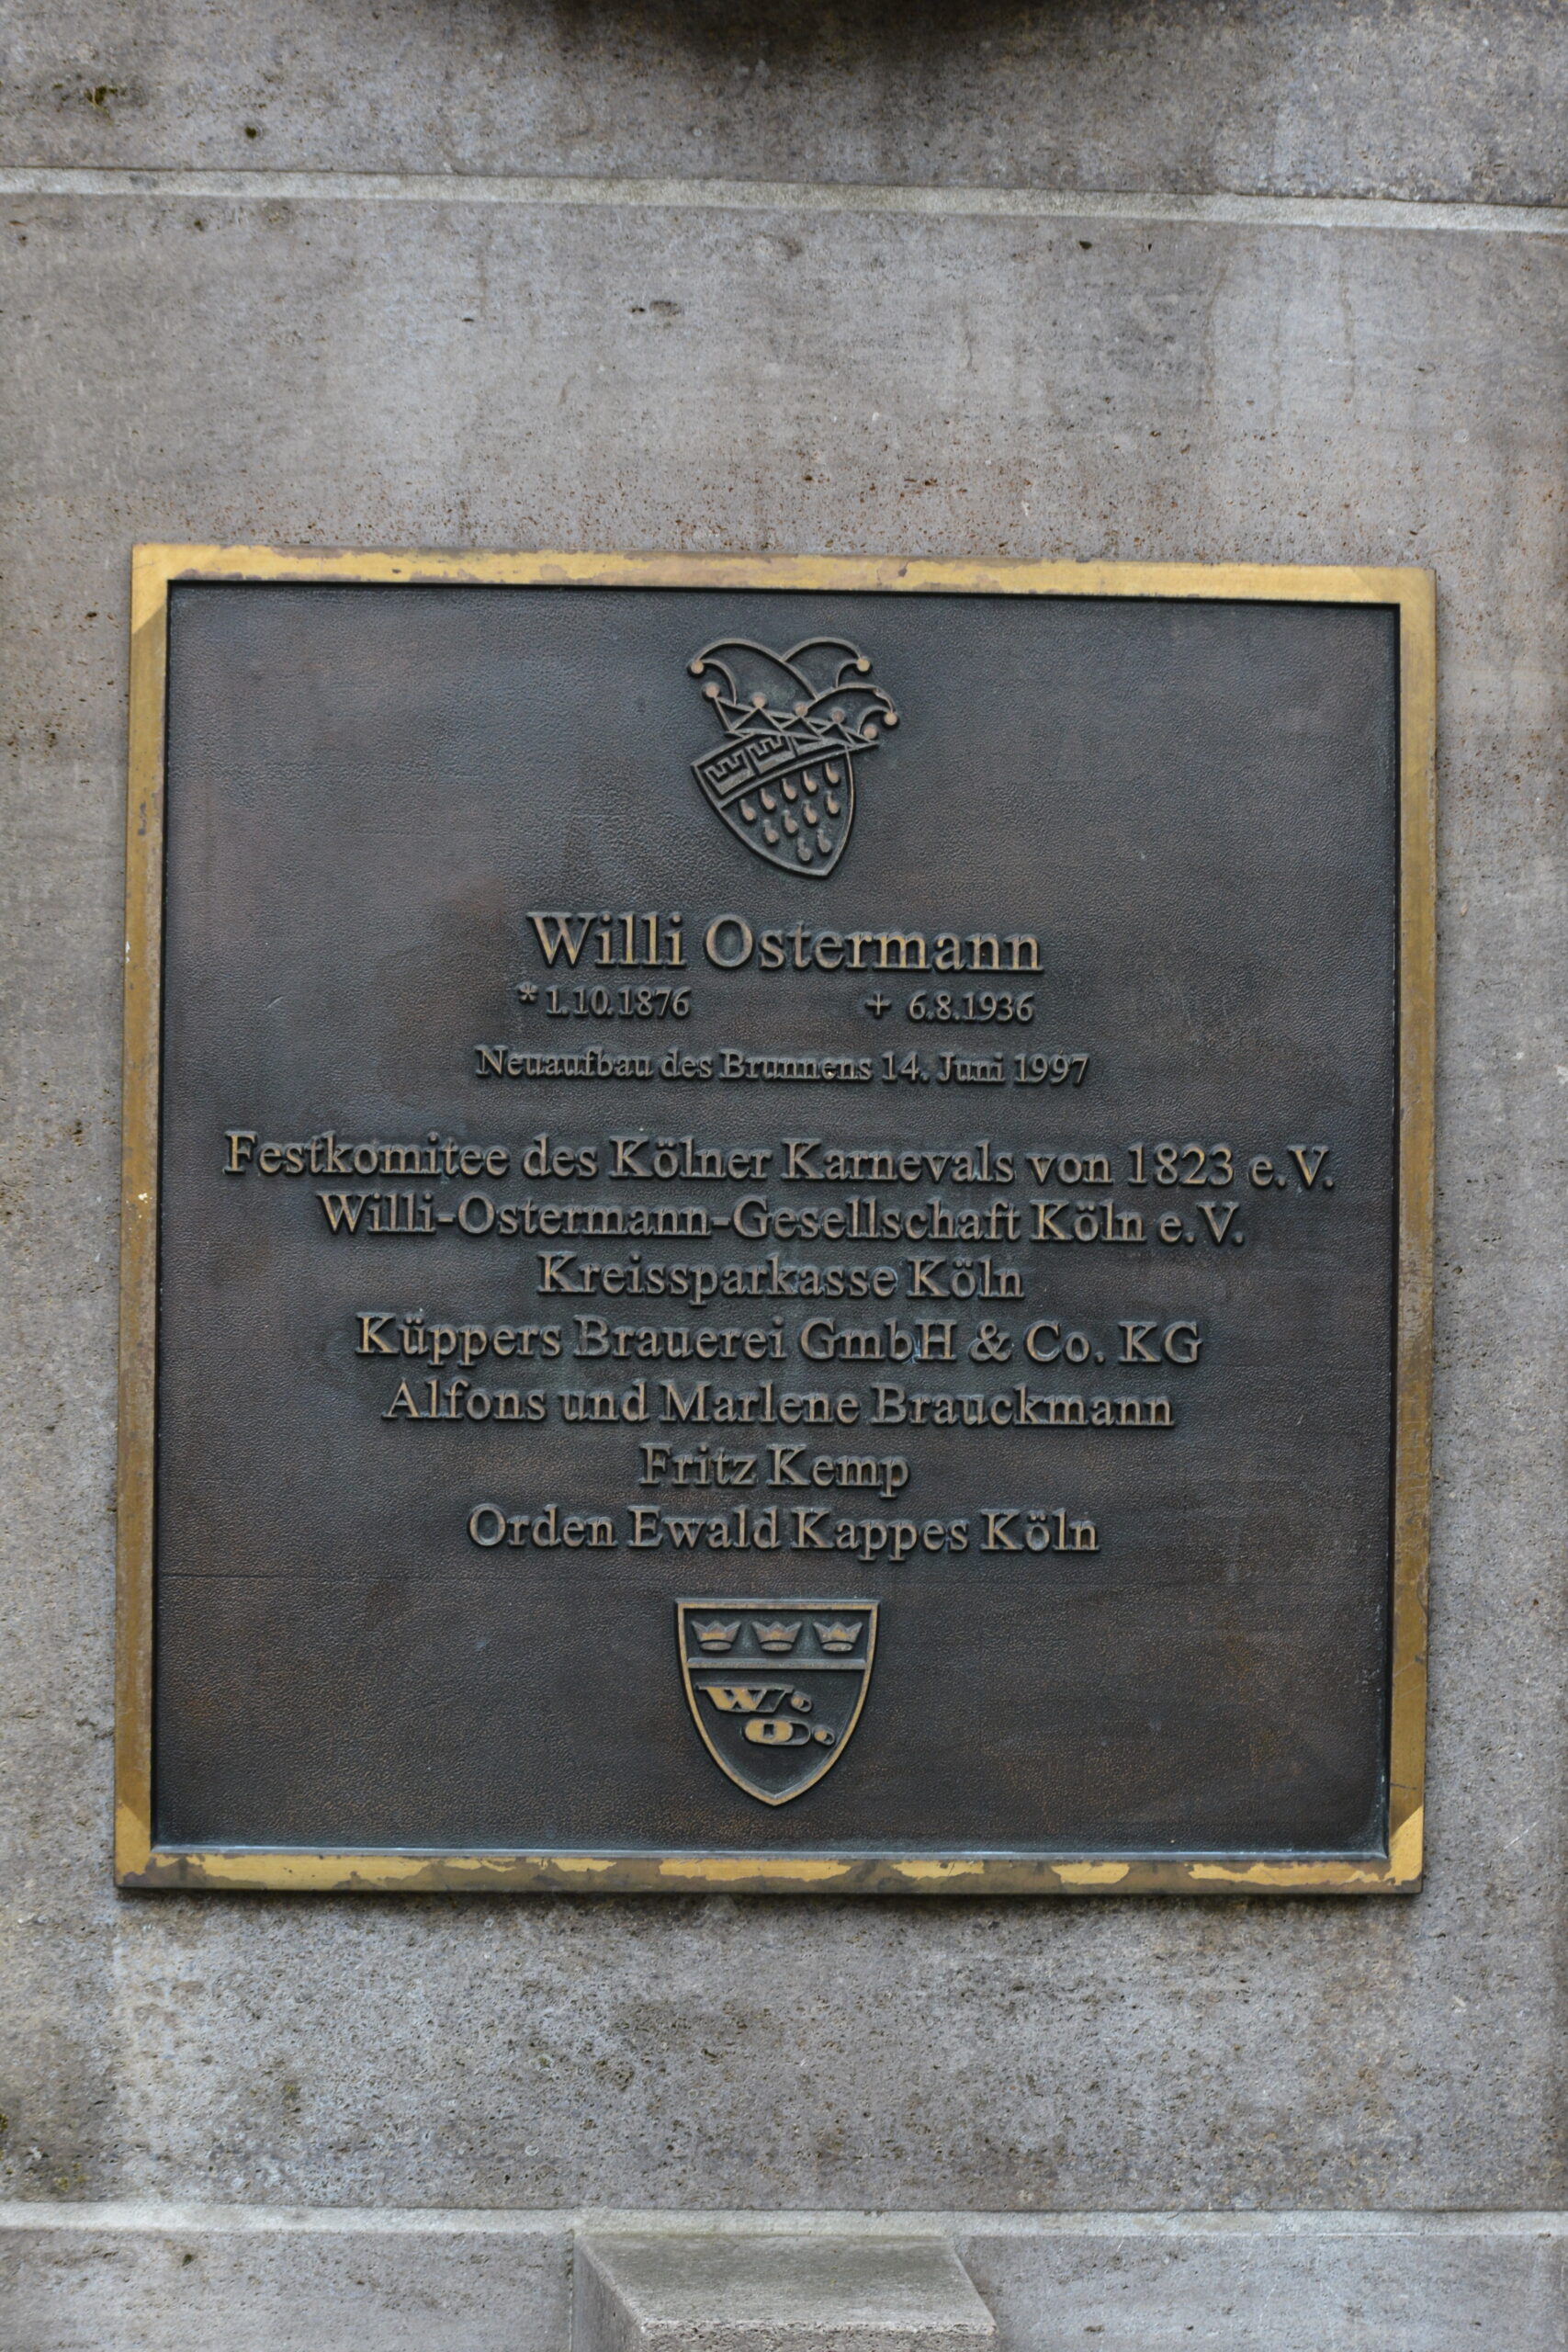 Willi Ostermann
* 1.10.1876 + 6.8.1936
Neuaufbau des Brunnens 14. Juni 1997
Festkomitee des Kölner Karnevals von 1823 e.V.
Willi-Ostermann-Gesellschaft Köln e.V.
Kreissparkasse Köln
Küppers Brauerei GmbH & Co. KG
Alfons und Marlene Brauckmann
Fritz Kemp
Orden Ewald Kappes Köln
W.
O.